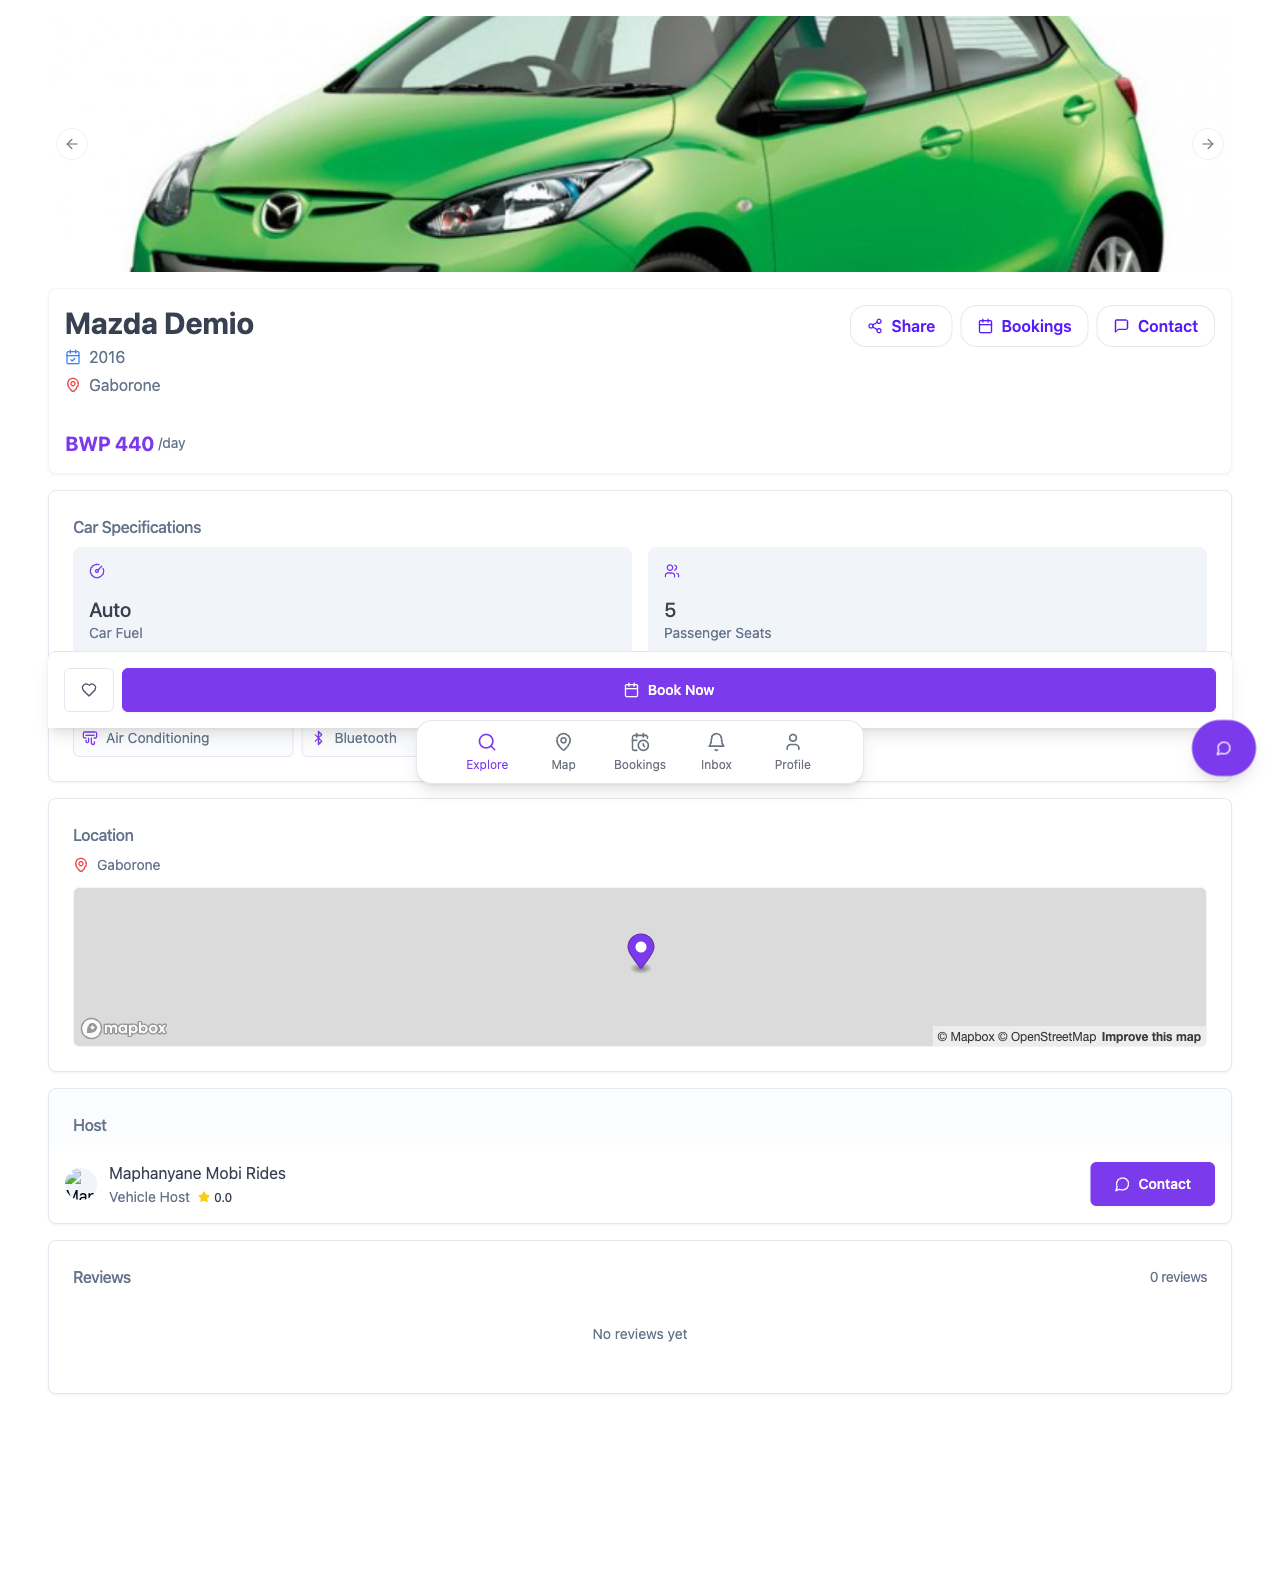 Mazda Demio
Share
Bookings
Contact
2016
Gaborone
BWP 440 /day
Car Specifications
Auto
Car Fuel
5
Passenger Seats
Book Now
Air Conditioning
Bluetooth
Explore
Map
Bookings
Inbox
Profile
Location
Gaborone
mapbox
© Mapbox © OpenStreetMap Improve this map
Host
Maphanyane Mobi Rides
Vehicle Host 0.0
Contact
Reviews
0 reviews
No reviews yet